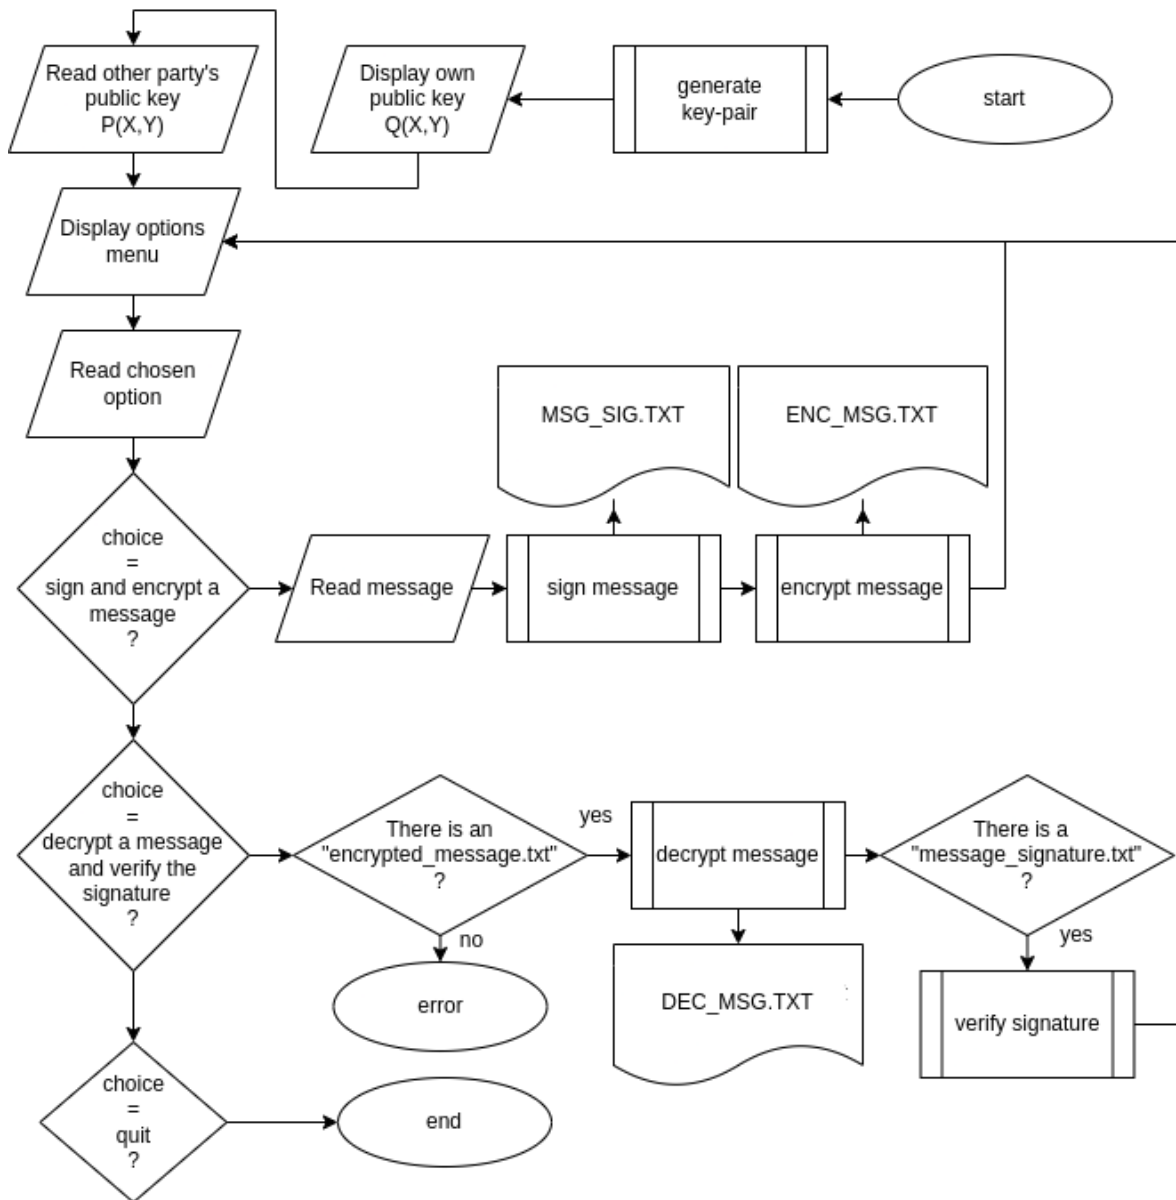 Read other party's
public key
P(X,Y)
Display own
public key
Q(X,Y)
generate
key-pair
start
Display options
menu
Read chosen
option
MSG_SIG.TXT
ENC_MSG.TXT
choice
=
sign and encrypt a
message
?
Read message
sign message
encrypt message
choice
=
decrypt a message
and verify the
signature
?
There is an
"encrypted_message.txt"
?
yes
no
decrypt message
There is a
"message_signature.txt"
?
yes
error
DEC_MSG.TXT
verify signature
choice
=
quit
?
end